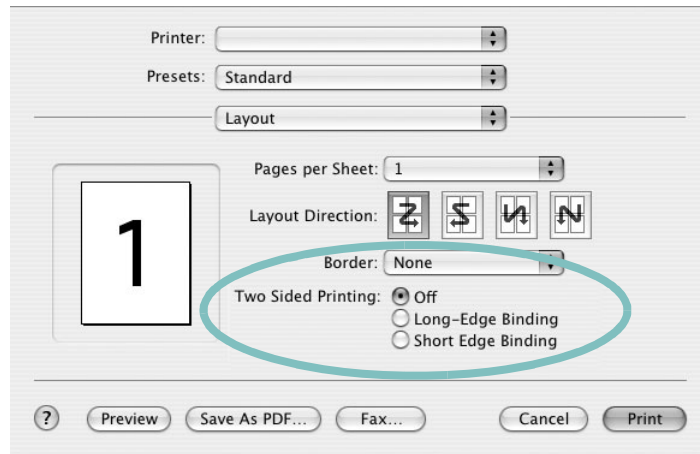 Printer:
Presets: Standard
Layout
Pages per Sheet: 1
1
Layout Direction:
Border: None
Two Sided Printing: Off
Long-Edge Binding
Short Edge Binding
? Preview Save As PDF... Fax... Cancel Print